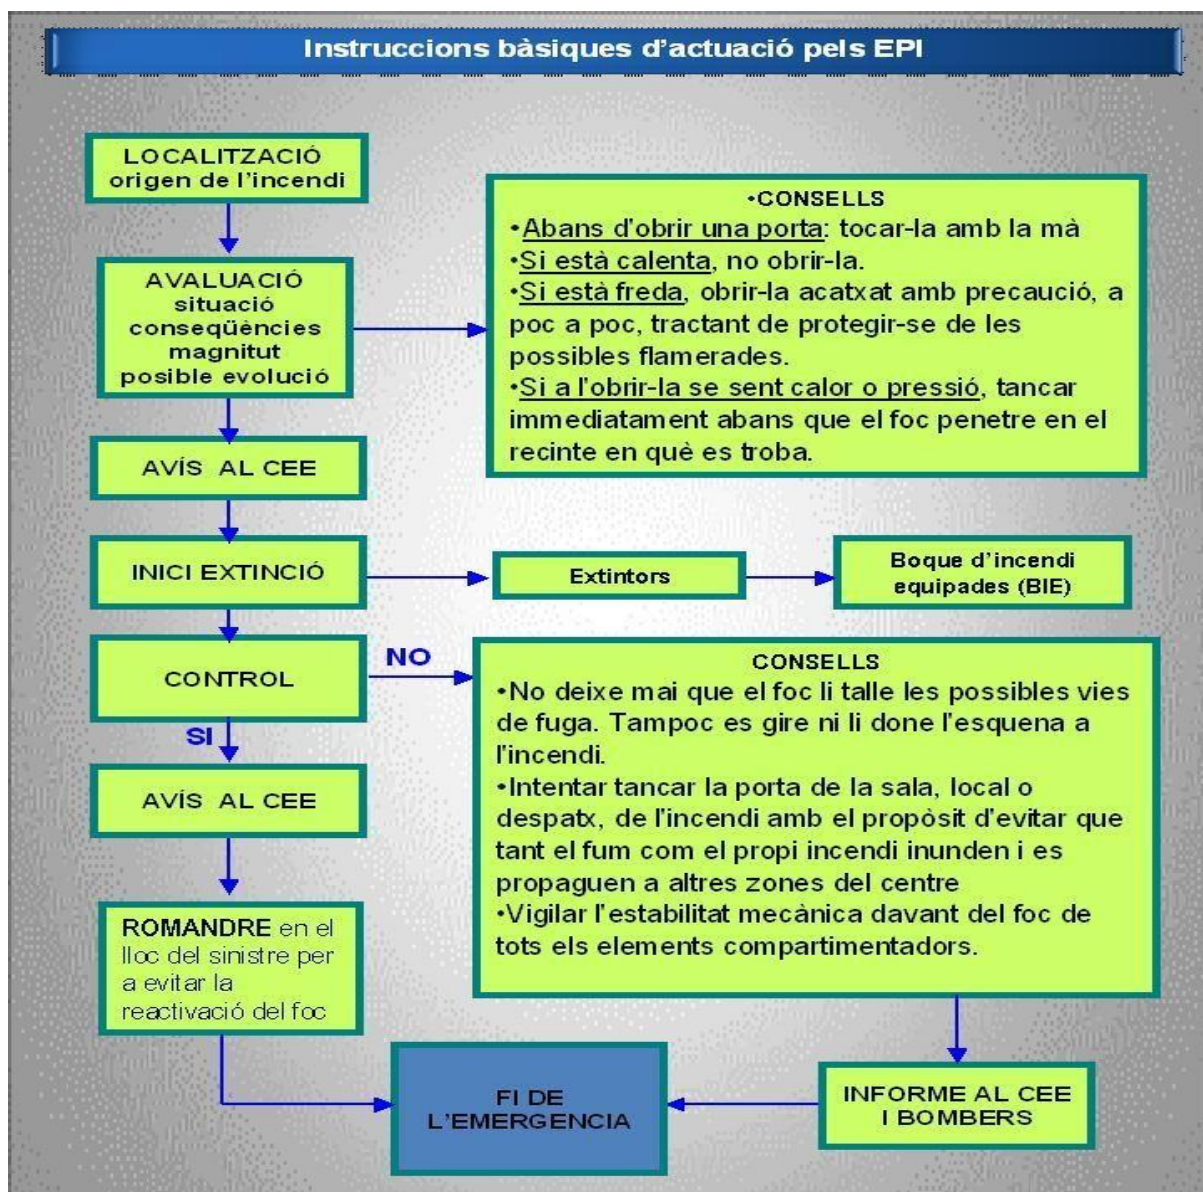 Instruccions bàsiques d'actuació pels EPI
LOCALITZACIÓ
origen de l'incendi
•CONSELLS
•Abans d'obrir una porta: tocar-la amb la mà
•Si està calenta, no obrir-la.
•Si està freda, obrir-la acatxat amb precaució, a
poc a poc, tractant de protegir-se de les
possibles flamerades.
•Si a l'obrir-la se sent calor o pressió, tancar
immediatament abans que el foc penetre en el
recinte en què es troba.
AVALUACIÓ
situació
conseqüències
magnitut
posible evolució
AVÍS AL CEE
INICI EXTINCIÓ
Extintors
Boque d'incendi
equipades (BIE)
CONTROL
NO
CONSELLS
•No deixe mai que el foc li talle les possibles vies
de fuga. Tampoc es gire ni li done l'esquena a
l'incendi.
•Intentar tancar la porta de la sala, local o
despatx, de l'incendi amb el propòsit d'evitar que
tant el fum com el propi incendi inunden i es
propaguen a altres zones del centre
•Vigilar l'estabilitat mecànica davant del foc de
tots els elements compartimentadors.
SI
AVÍS AL CEE
ROMANDRE en el
lloc del sinistre per
a evitar la
reactivació del foc
FI DE
L'EMERGENCIA
INFORME AL CEE
I BOMBERS